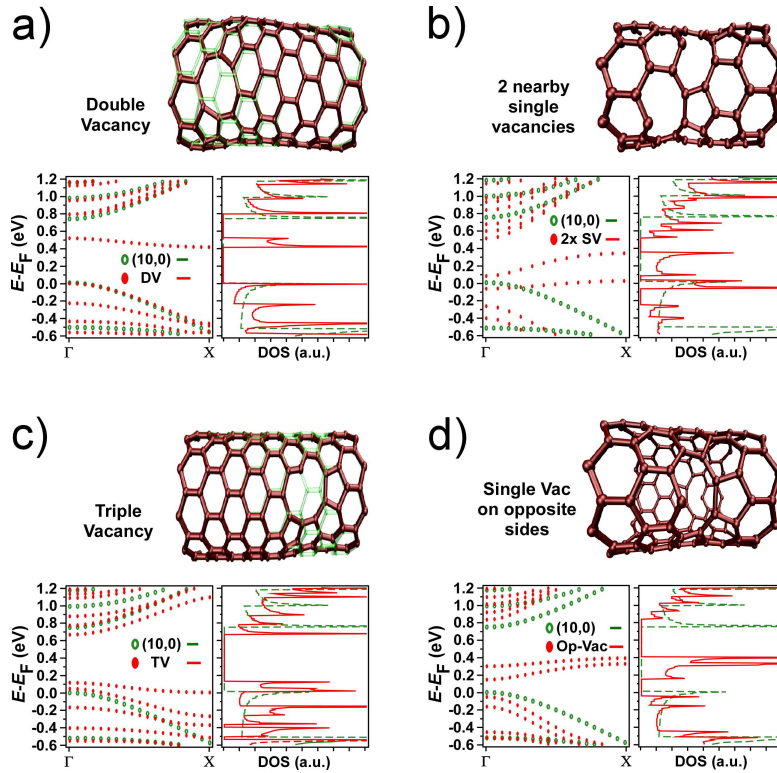 a)
Double
Vacancy
E-EF (eV)
1.2
1.0
0.8
0.6
0.4
0.2
0.0
-0.2
-0.4
-0.6
(10,0)
DV
Γ
X
DOS (a.u.)
b)
2 nearby
single
vacancies
E-EF (eV)
1.2
1.0
0.8
0.6
0.4
0.2
0.0
-0.2
-0.4
-0.6
(10,0)
2x SV
Γ
X
DOS (a.u.)
c)
Triple
Vacancy
E-EF (eV)
1.2
1.0
0.8
0.6
0.4
0.2
0.0
-0.2
-0.4
-0.6
(10,0)
TV
Γ
X
DOS (a.u.)
d)
Single Vac
on opposite
sides
E-EF (eV)
1.2
1.0
0.8
0.6
0.4
0.2
0.0
-0.2
-0.4
-0.6
(10,0)
Op-Vac
Γ
X
DOS (a.u.)